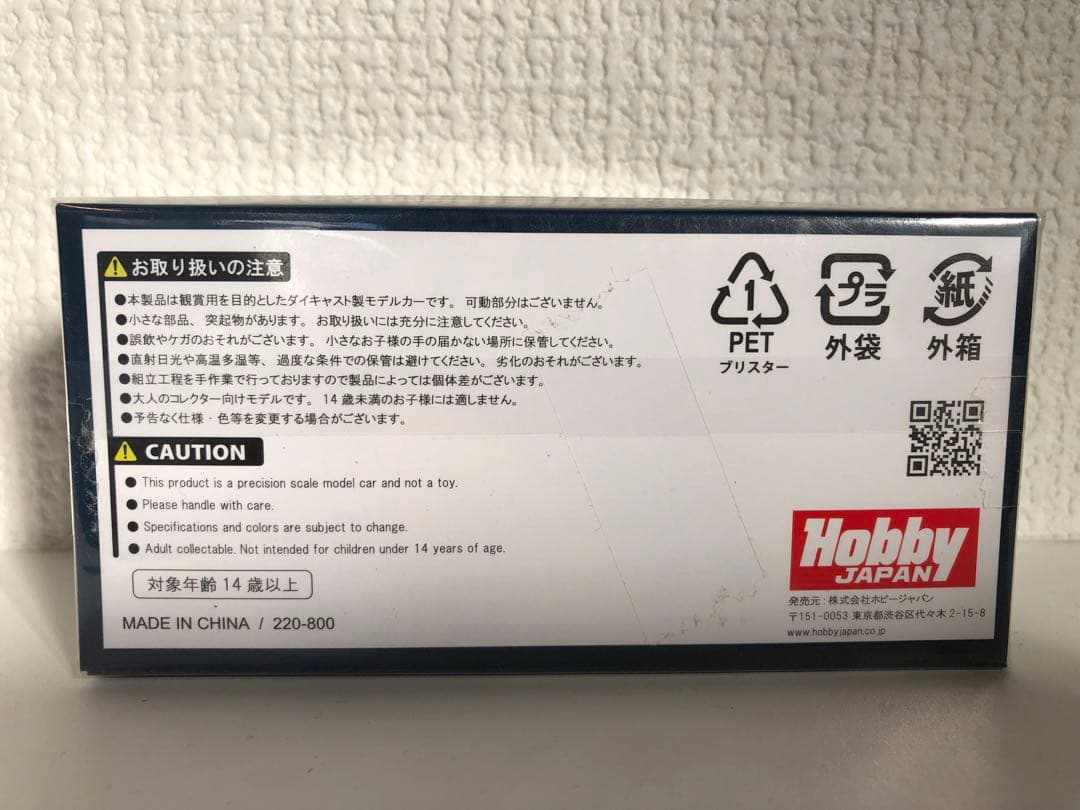 お取り扱いの注意
●本製品は観賞用を目的としたダイキャスト製モデルカーです。可動部分はございません。
●小さな部品、突起物があります。お取り扱いには充分に注意してください。
●誤飲やケガのおそれがございます。小さなお子様の手の届かない場所に保管してください。
●直射日光や高温多湿等、過度な条件での保管は避けてください。劣化のおそれがございます。
●組立工程を手作業で行っておりますので製品によっては個体差がございます。
●大人のコレクター向けモデルです。14歳未満のお子様には適しません。
●予告なく仕様・色等を変更する場合がございます。
CAUTION
● This product is a precision scale model car and not a toy.
● Please handle with care.
● Specifications and colors are subject to change.
● Adult collectable. Not intended for children under 14 years of age.
対象年齢14歳以上
MADE IN CHINA / 220-800
1
PET
ブリスター
プラ
外袋
紙
外箱
Hobby
JAPAN
発売元:株式会社ホビージャパン
〒151-0053 東京都渋谷区代々木2-15-8
www.hobbyjapan.co.jp